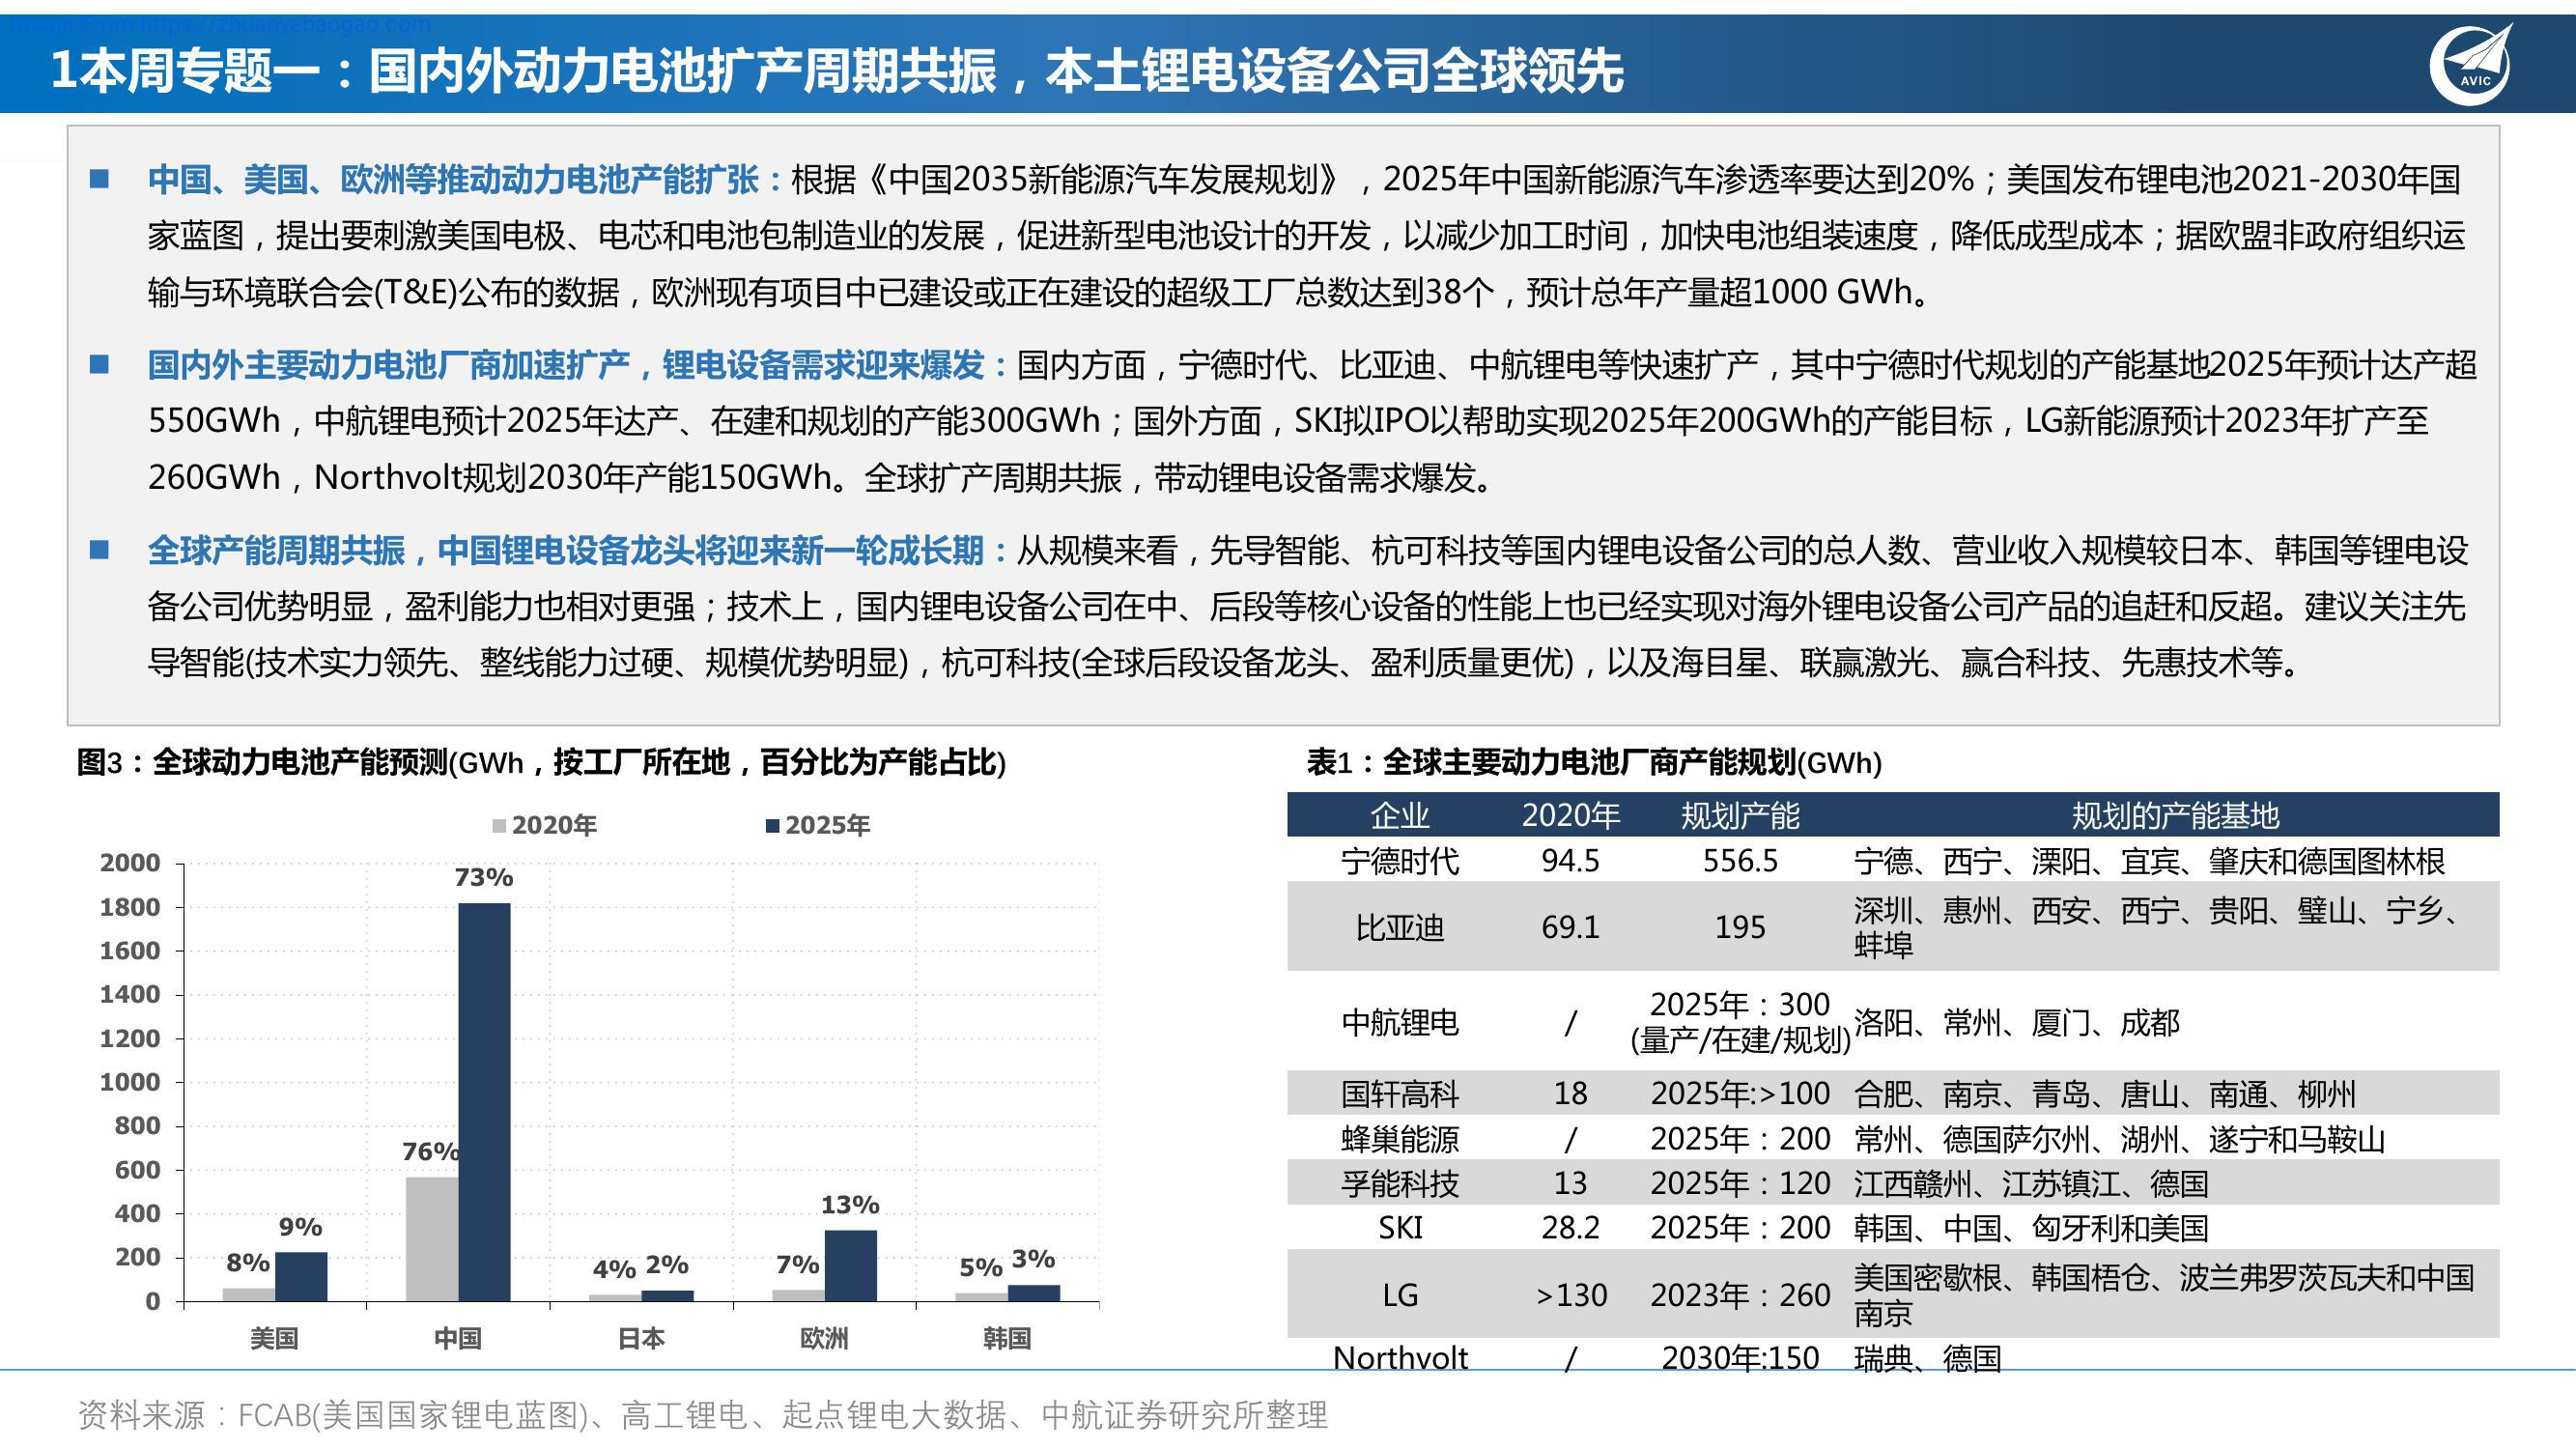 Image From https://zhuanyebaogao.com
1本周专题一：国内外动力电池扩产周期共振，本土锂电设备公司全球领先
AVIC
■ 中国、美国、欧洲等推动动力电池产能扩张：根据《中国2035新能源汽车发展规划》，2025年中国新能源汽车渗透率要达到20%；美国发布锂电池2021-2030年国
家蓝图，提出要刺激美国电极、电芯和电池包制造业的发展，促进新型电池设计的开发，以减少加工时间，加快电池组装速度，降低成型成本；据欧盟非政府组织运
输与环境联合会(T&E)公布的数据，欧洲现有项目中已建设或正在建设的超级工厂总数达到38个，预计总年产量超1000 GWh。
■ 国内外主要动力电池厂商加速扩产，锂电设备需求迎来爆发：国内方面，宁德时代、比亚迪、中航锂电等快速扩产，其中宁德时代规划的产能基地2025年预计达产超
550GWh，中航锂电预计2025年达产、在建和规划的产能300GWh；国外方面，SKI拟IPO以帮助实现2025年200GWh的产能目标，LG新能源预计2023年扩产至
260GWh，Northvolt规划2030年产能150GWh。全球扩产周期共振，带动锂电设备需求爆发。
■ 全球产能周期共振，中国锂电设备龙头将迎来新一轮成长期：从规模来看，先导智能、杭可科技等国内锂电设备公司的总人数、营业收入规模较日本、韩国等锂电设
备公司优势明显，盈利能力也相对更强；技术上，国内锂电设备公司在中、后段等核心设备的性能上也已经实现对海外锂电设备公司产品的追赶和反超。建议关注先
导智能(技术实力领先、整线能力过硬、规模优势明显)，杭可科技(全球后段设备龙头、盈利质量更优)，以及海目星、联赢激光、赢合科技、先惠技术等。
图3：全球动力电池产能预测(GWh，按工厂所在地，百分比为产能占比)
2020年 2025年
2000
1800
1600
1400
1200
1000
800
600
400
200
0
8% 9%
76% 73%
4% 2%
7% 13%
5% 3%
美国 中国 日本 欧洲 韩国
表1：全球主要动力电池厂商产能规划(GWh)
企业 2020年 规划产能 规划的产能基地
宁德时代 94.5 556.5 宁德、西宁、溧阳、宜宾、肇庆和德国图林根
比亚迪 69.1 195 深圳、惠州、西安、西宁、贵阳、璧山、宁乡、
蚌埠
中航锂电 / 2025年：300
(量产/在建/规划) 洛阳、常州、厦门、成都
国轩高科 18 2025年:>100 合肥、南京、青岛、唐山、南通、柳州
蜂巢能源 / 2025年：200 常州、德国萨尔州、湖州、遂宁和马鞍山
孚能科技 13 2025年：120 江西赣州、江苏镇江、德国
SKI 28.2 2025年：200 韩国、中国、匈牙利和美国
LG >130 2023年：260 美国密歇根、韩国梧仓、波兰弗罗茨瓦夫和中国
南京
Northvolt / 2030年:150 瑞典、德国
资料来源：FCAB(美国国家锂电蓝图)、高工锂电、起点锂电大数据、中航证券研究所整理